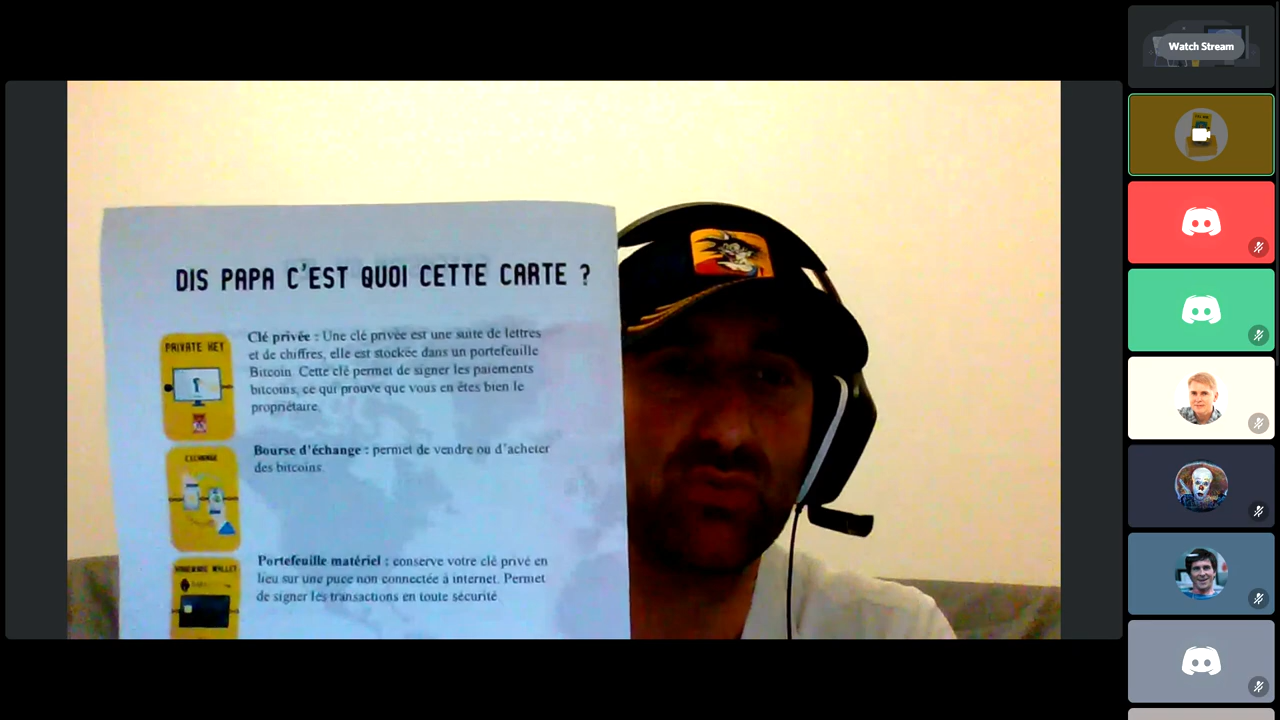 Watch Stream
DIS PAPA C'EST QUOI CETTE CARTE ?
PRIVATE KEY
Clé privée : Une clé privée est une suite de lettres
et de chiffres, elle est stockée dans un portefeuille
Bitcoin. Cette clé permet de signer les paiements
bitcoins, ce qui prouve que vous en êtes bien le
propriétaire.
EXCHANGE
Bourse d'échange : permet de vendre ou d'acheter
des bitcoins.
HARDWARE WALLET
Portefeuille matériel : conserve votre clé privé en
lieu sur une puce non connectée à internet. Permet
de signer les transactions en toute sécurité